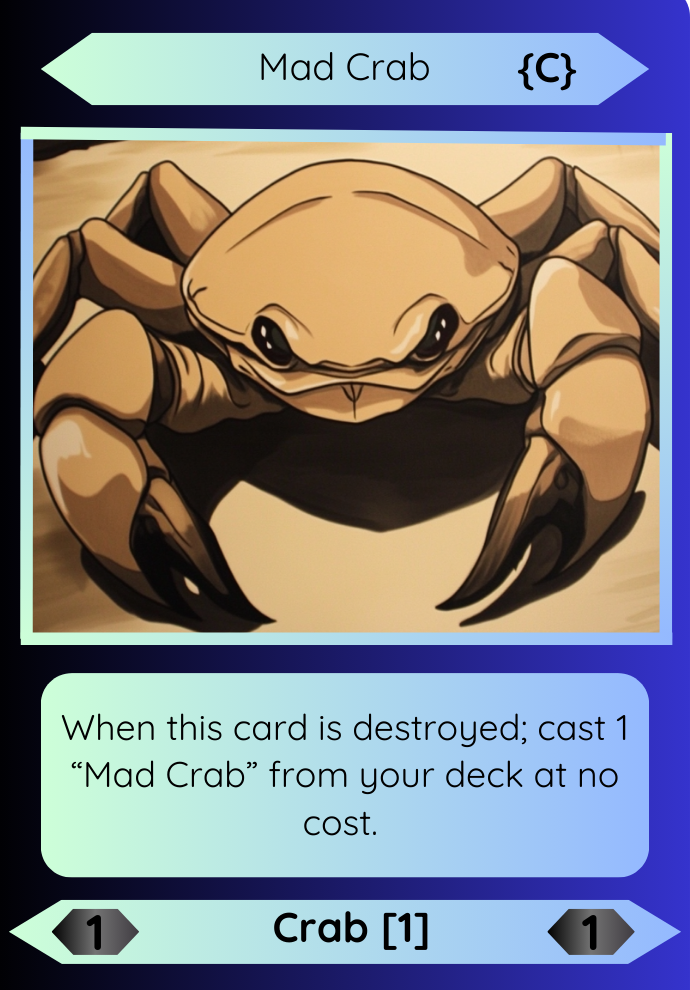 Mad Crab {C}
When this card is destroyed; cast 1
“Mad Crab” from your deck at no
cost.
1 Crab [1] 1